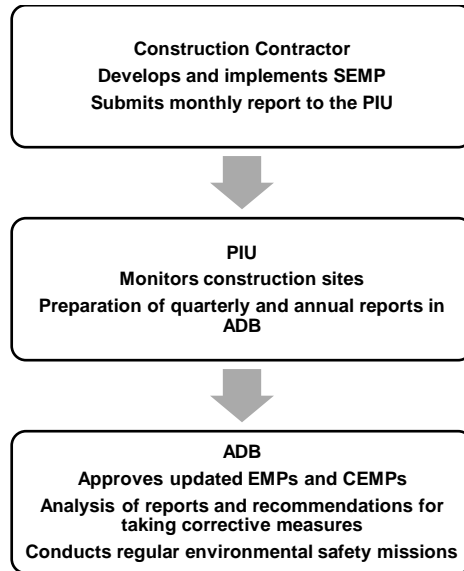 Construction Contractor
Develops and implements SEMP
Submits monthly report to the PIU
PIU
Monitors construction sites
Preparation of quarterly and annual reports in
ADB
ADB
Approves updated EMPs and CEMPs
Analysis of reports and recommendations for
taking corrective measures
Conducts regular environmental safety missions